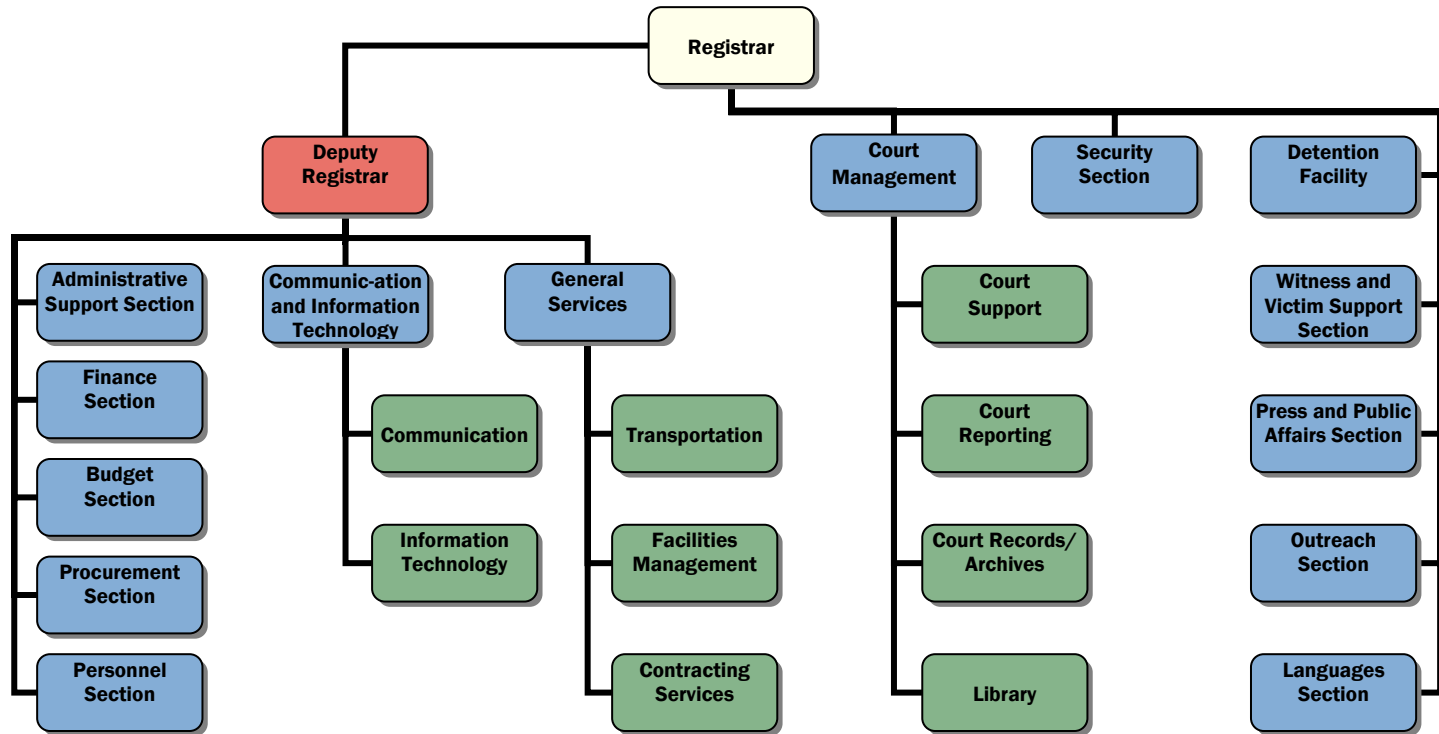 Registrar
Deputy
Registrar
Court
Management
Security
Section
Detention
Facility
Administrative
Support Section
Communic-ation
and Information
Technology
General
Services
Court
Support
Witness and
Victim Support
Section
Finance
Section
Communication
Transportation
Court
Reporting
Press and Public
Affairs Section
Budget
Section
Information
Technology
Facilities
Management
Court Records/
Archives
Outreach
Section
Procurement
Section
Personnel
Section
Contracting
Services
Library
Languages
Section